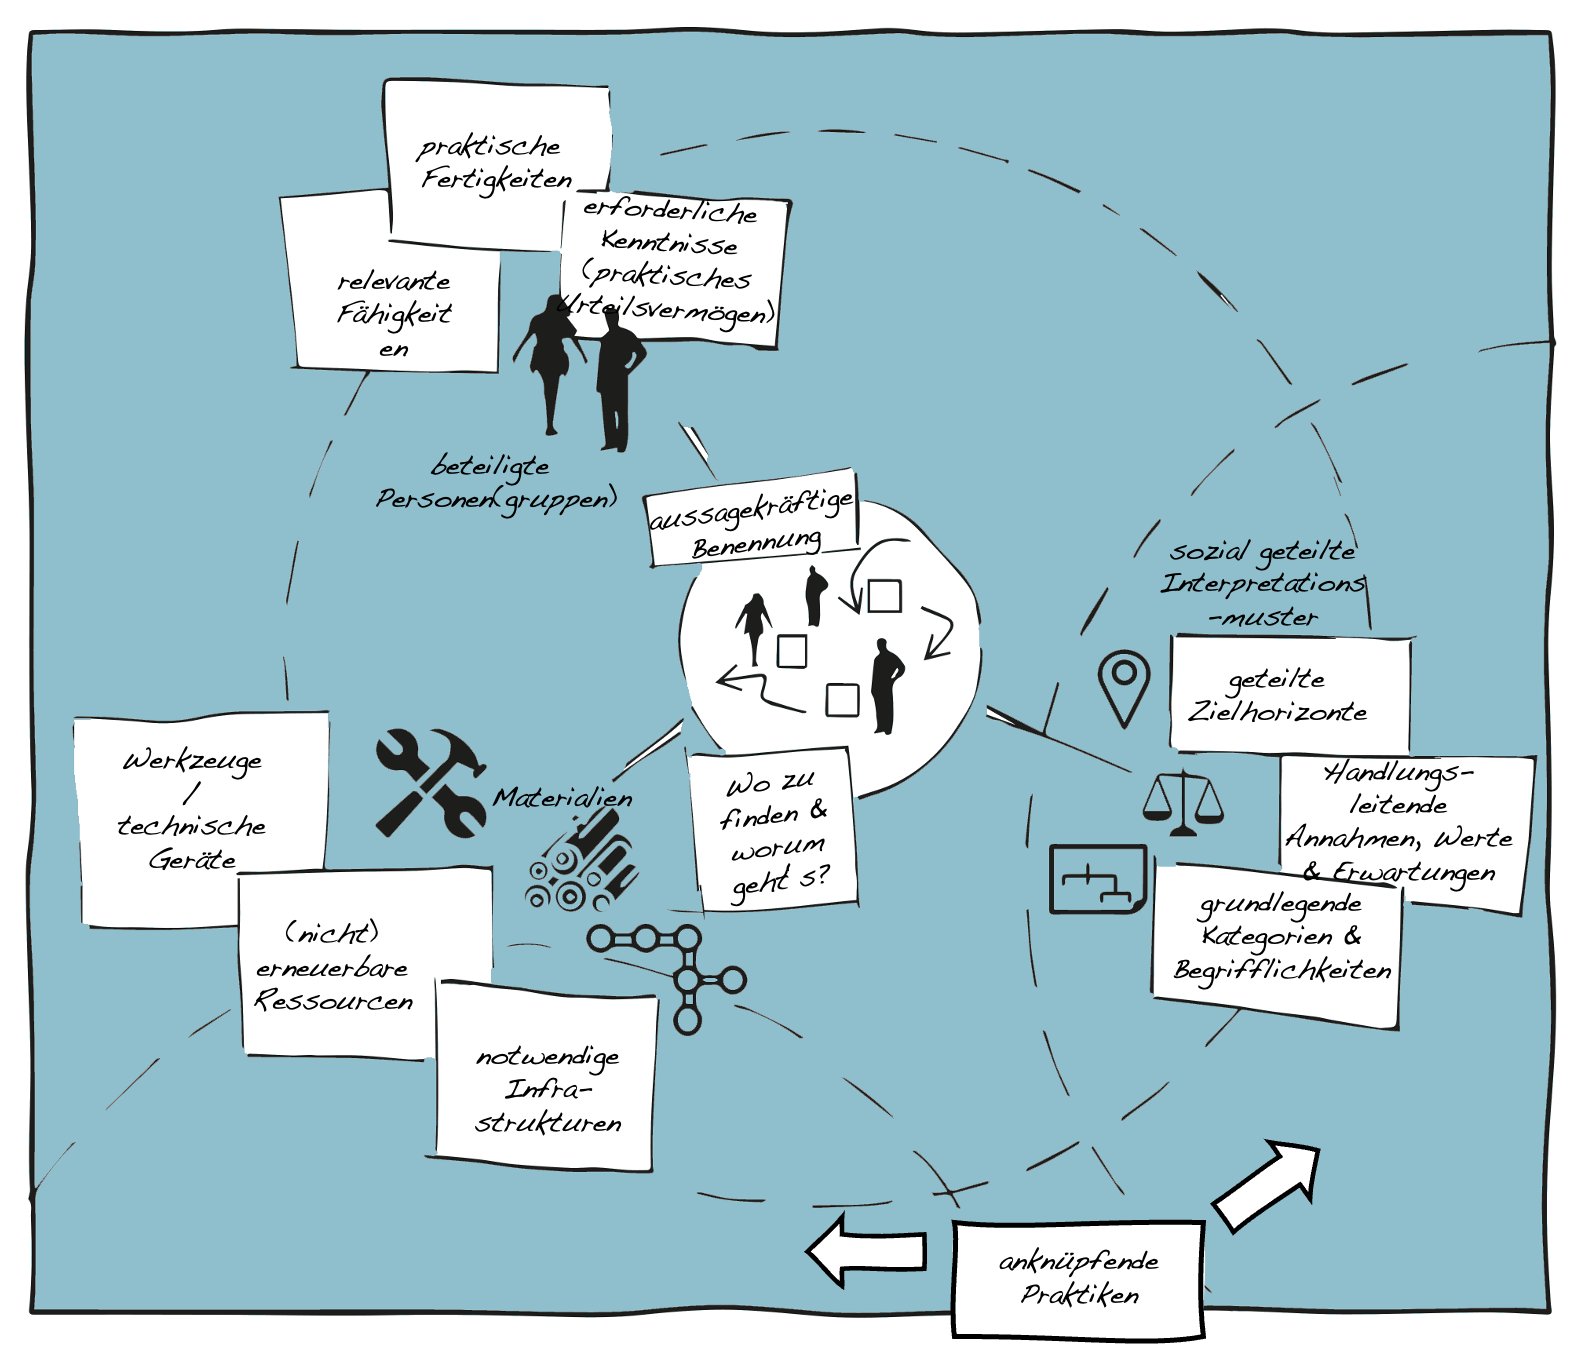 praktische
Fertigkeiten
relevante
Fähigkeit
en
erforderliche
Kenntnisse
(praktisches
Urteilsvermögen)
beteiligte
Personen(gruppen)
aussagekräftige
Benennung
sozial geteilte
Interpretations
-muster
geteilte
Zielhorizonte
Handlungs-
leitende
Annahmen, Werte
& Erwartungen
grundlegende
Kategorien &
Begrifflichkeiten
Werkzeuge
/
technische
Geräte
Materialien
(nicht)
erneuerbare
Ressourcen
notwendige
Infra-
strukturen
Wo zu
finden &
worum
geht s?
anknüpfende
Praktiken